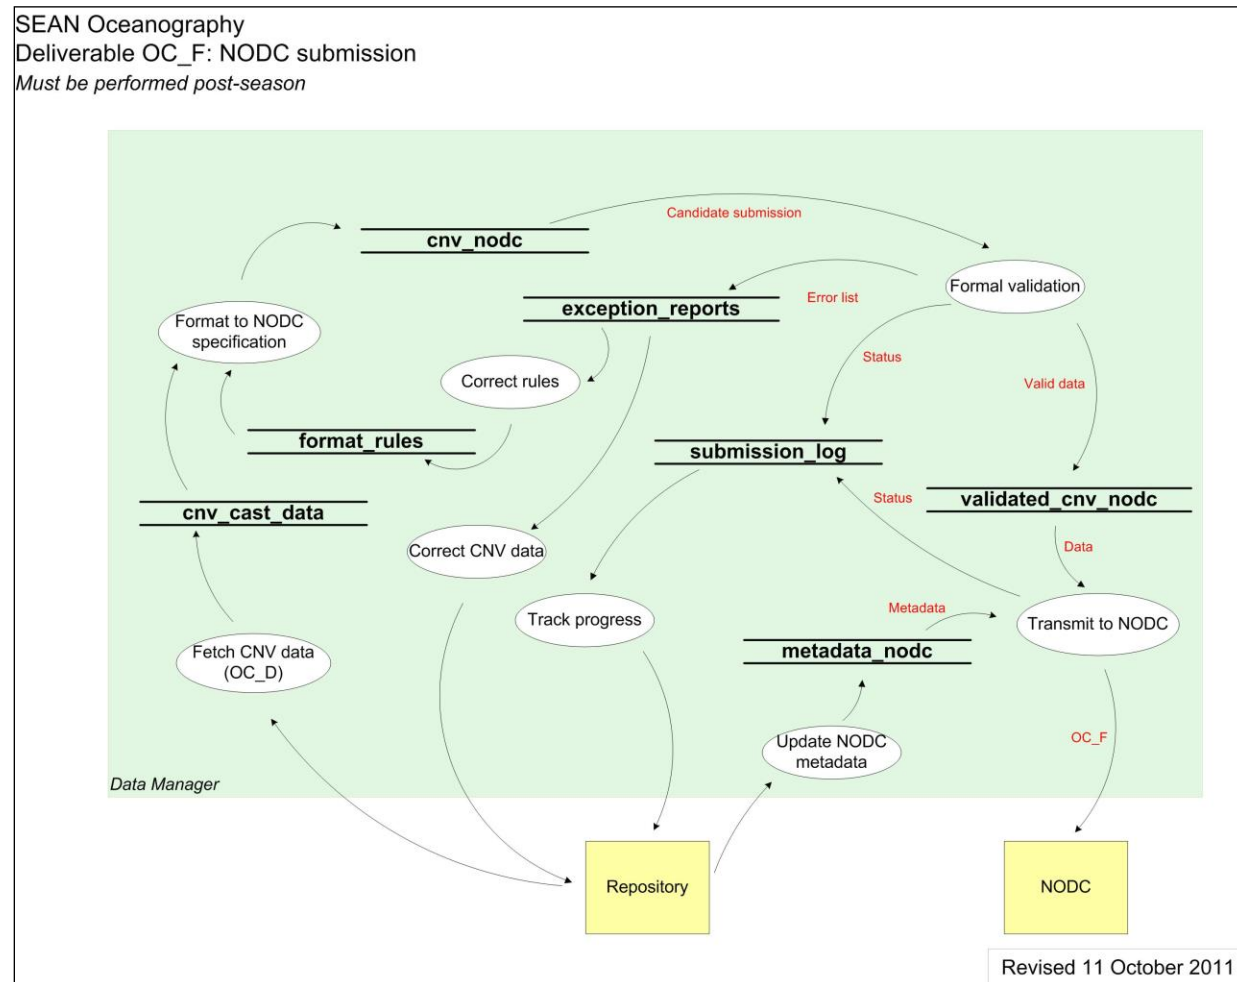 SEAN Oceanography
Deliverable OC_F: NODC submission
Must be performed post-season
Candidate submission
cnv_nodc
Formal validation
Error list
exception_reports
Format to NODC
specification
Status
Correct rules
Valid data
format_rules
submission_log
Status
validated_cnv_nodc
cnv_cast_data
Data
Correct CNV data
Metadata
Track progress
Transmit to NODC
metadata_nodc
Fetch CNV data
(OC_D)
Update NODC
metadata
OC_F
Data Manager
Repository
NODC
Revised 11 October 2011